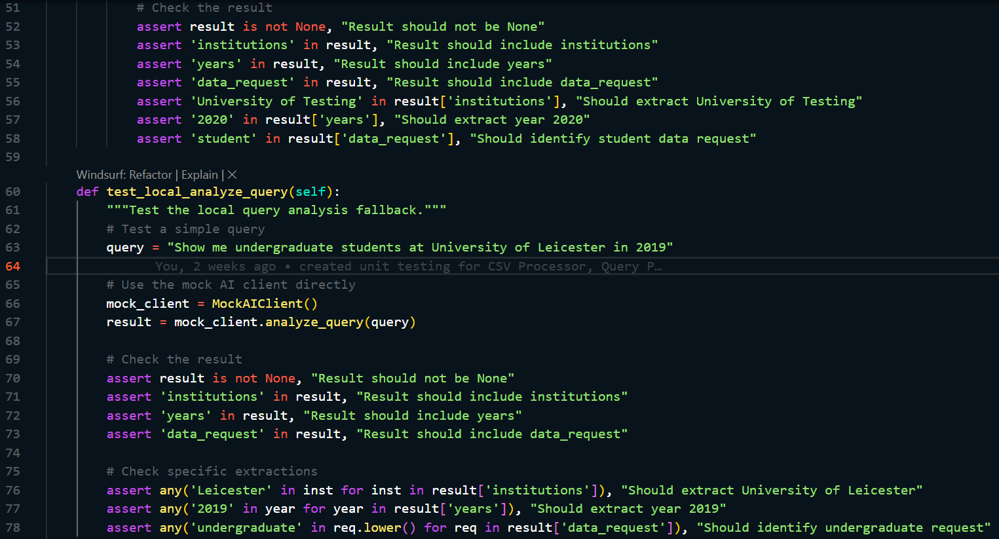 51 # Check the result
52 assert result is not None, "Result should not be None"
53 assert 'institutions' in result, "Result should include institutions"
54 assert 'years' in result, "Result should include years"
55 assert 'data_request' in result, "Result should include data_request"
56 assert 'University of Testing' in result['institutions'], "Should extract University of Testing"
57 assert '2020' in result['years'], "Should extract year 2020"
58 assert 'student' in result['data_request'], "Should identify student data request"
59
Windsurf: Refactor | Explain | ×
60 def test_local_analyze_query(self):
61 """Test the local query analysis fallback."""
62 # Test a simple query
63 query = "Show me undergraduate students at University of Leicester in 2019"
64 You, 2 weeks ago • created unit testing for CSV Processor, Query P…
65 # Use the mock AI client directly
66 mock_client = MockAIClient()
67 result = mock_client.analyze_query(query)
68
69 # Check the result
70 assert result is not None, "Result should not be None"
71 assert 'institutions' in result, "Result should include institutions"
72 assert 'years' in result, "Result should include years"
73 assert 'data_request' in result, "Result should include data_request"
74
75 # Check specific extractions
76 assert any('Leicester' in inst for inst in result['institutions']), "Should extract University of Leicester"
77 assert any('2019' in year for year in result['years']), "Should extract year 2019"
78 assert any('undergraduate' in req.lower() for req in result['data_request']), "Should identify undergraduate request"